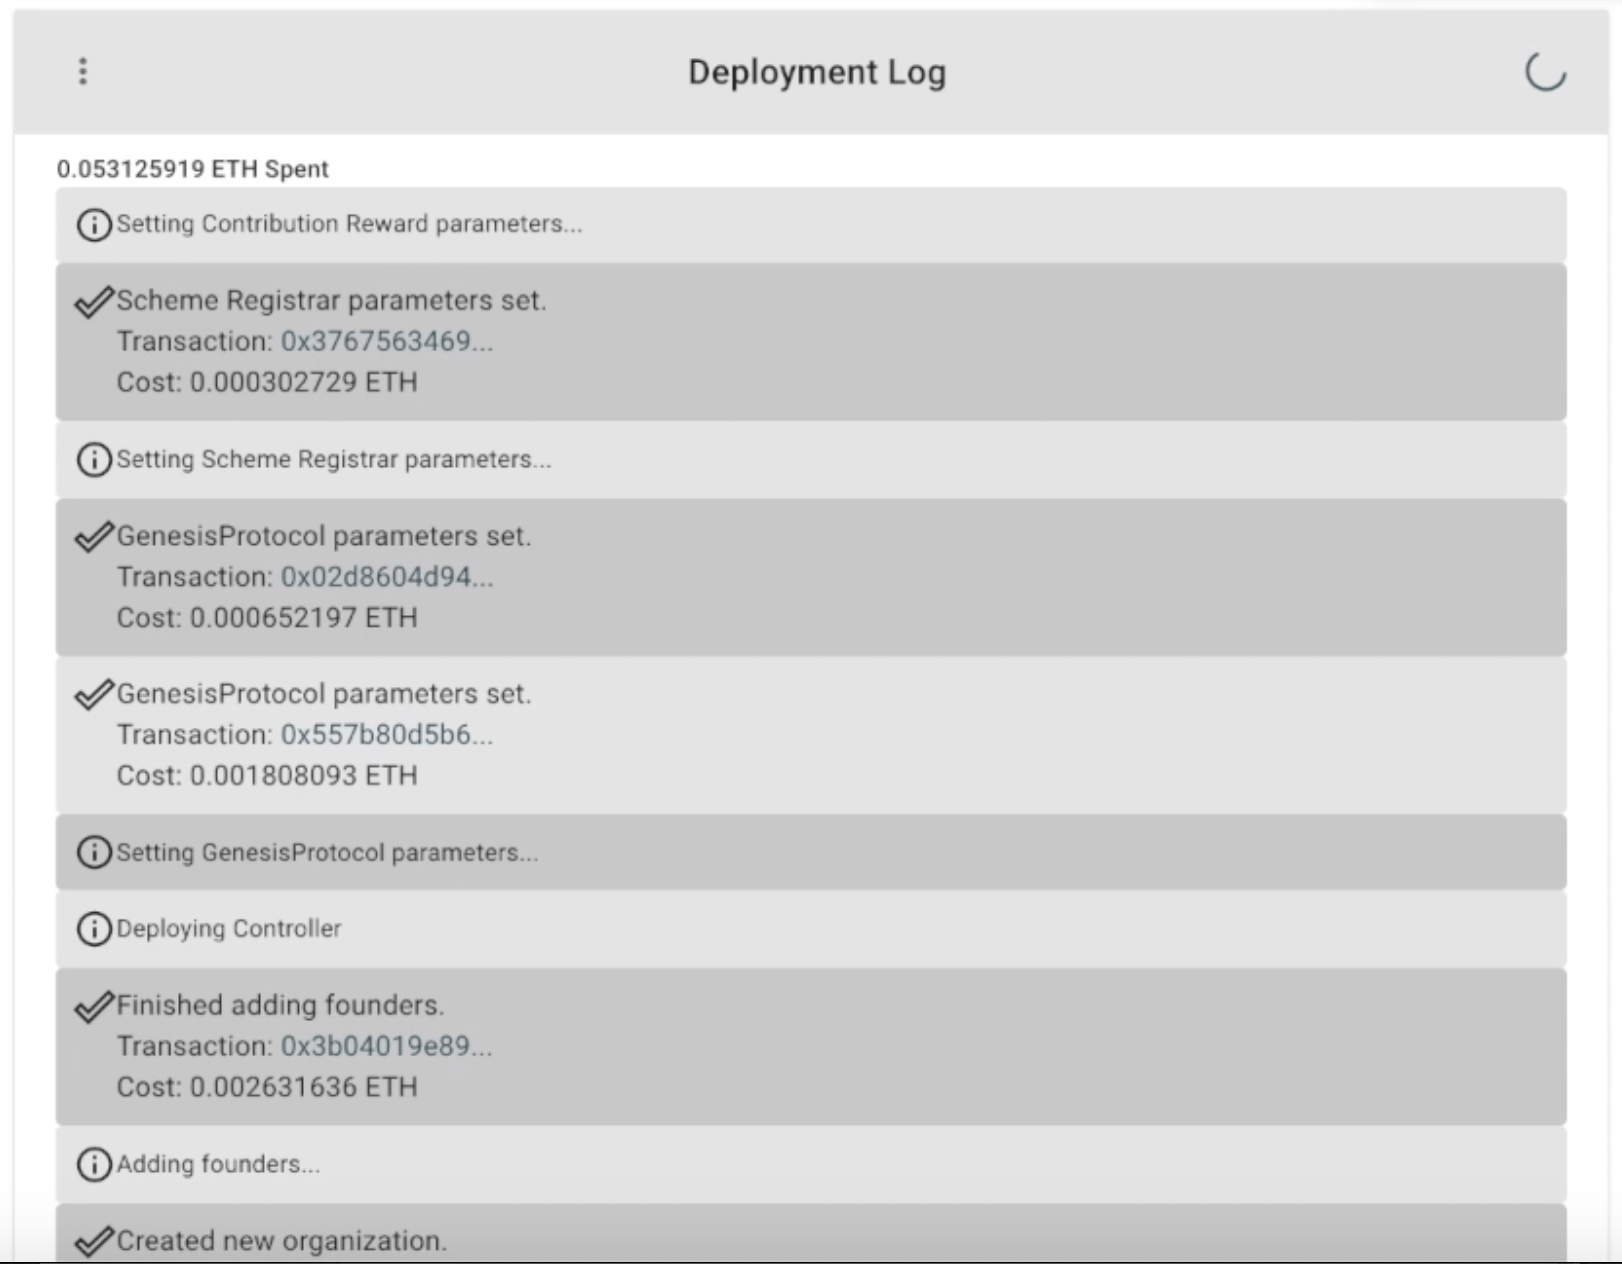 Deployment Log
0.053125919 ETH Spent
Setting Contribution Reward parameters...
Scheme Registrar parameters set.
Transaction: 0x3767563469...
Cost: 0.000302729 ETH
Setting Scheme Registrar parameters...
GenesisProtocol parameters set.
Transaction: 0x02d8604d94...
Cost: 0.000652197 ETH
GenesisProtocol parameters set.
Transaction: 0x557b80d5b6...
Cost: 0.001808093 ETH
Setting GenesisProtocol parameters...
Deploying Controller
Finished adding founders.
Transaction: 0x3b04019e89...
Cost: 0.002631636 ETH
Adding founders...
Created new organization.